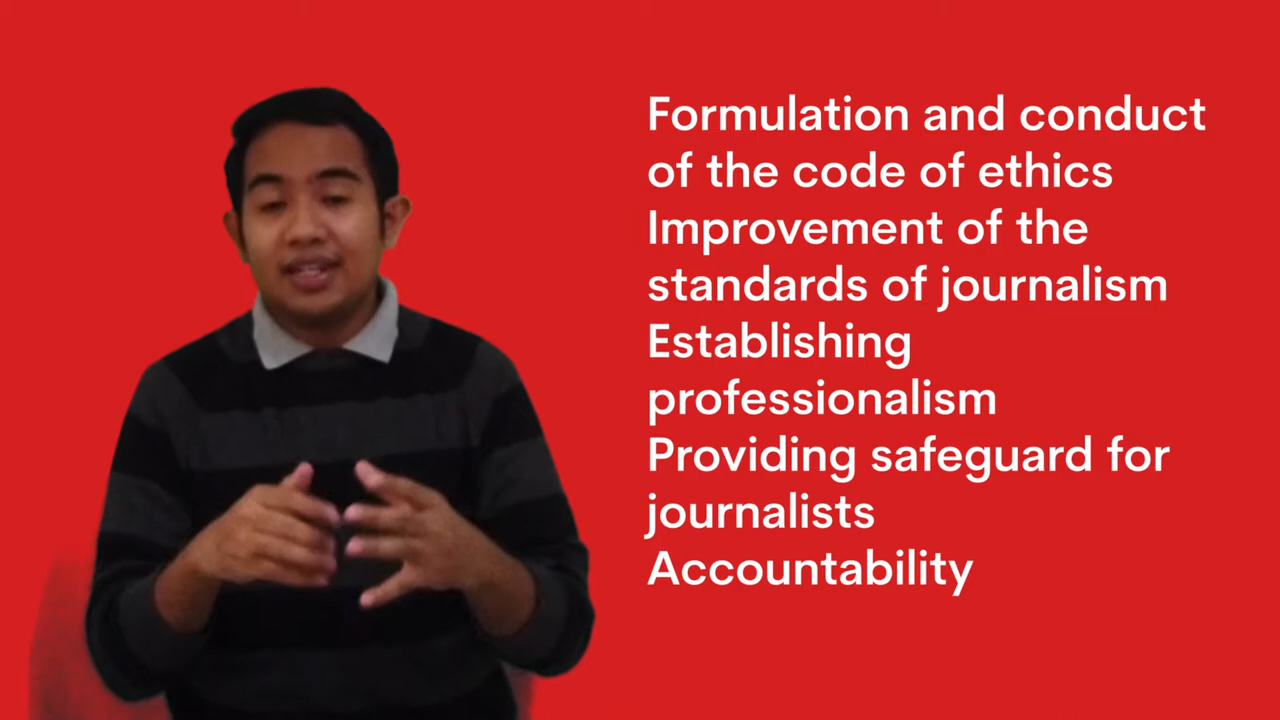 Formulation and conduct
of the code of ethics
Improvement of the
standards of journalism
Establishing
professionalism
Providing safeguard for
journalists
Accountability